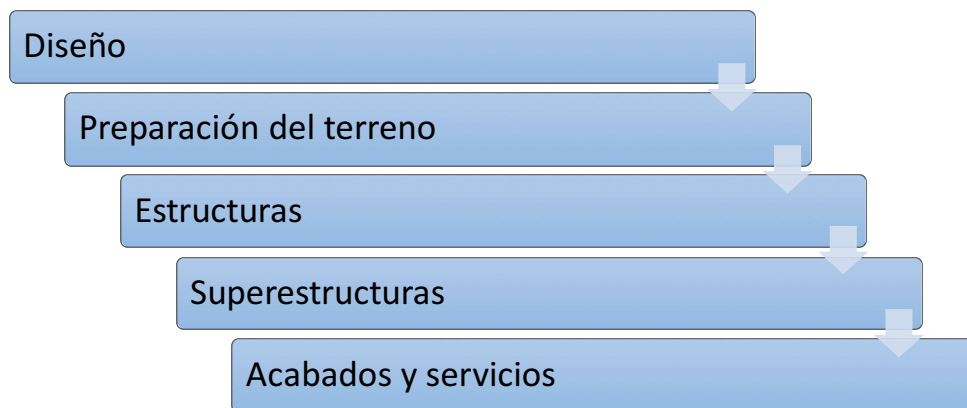 Diseño
Preparación del terreno
Estructuras
Superestructuras
Acabados y servicios